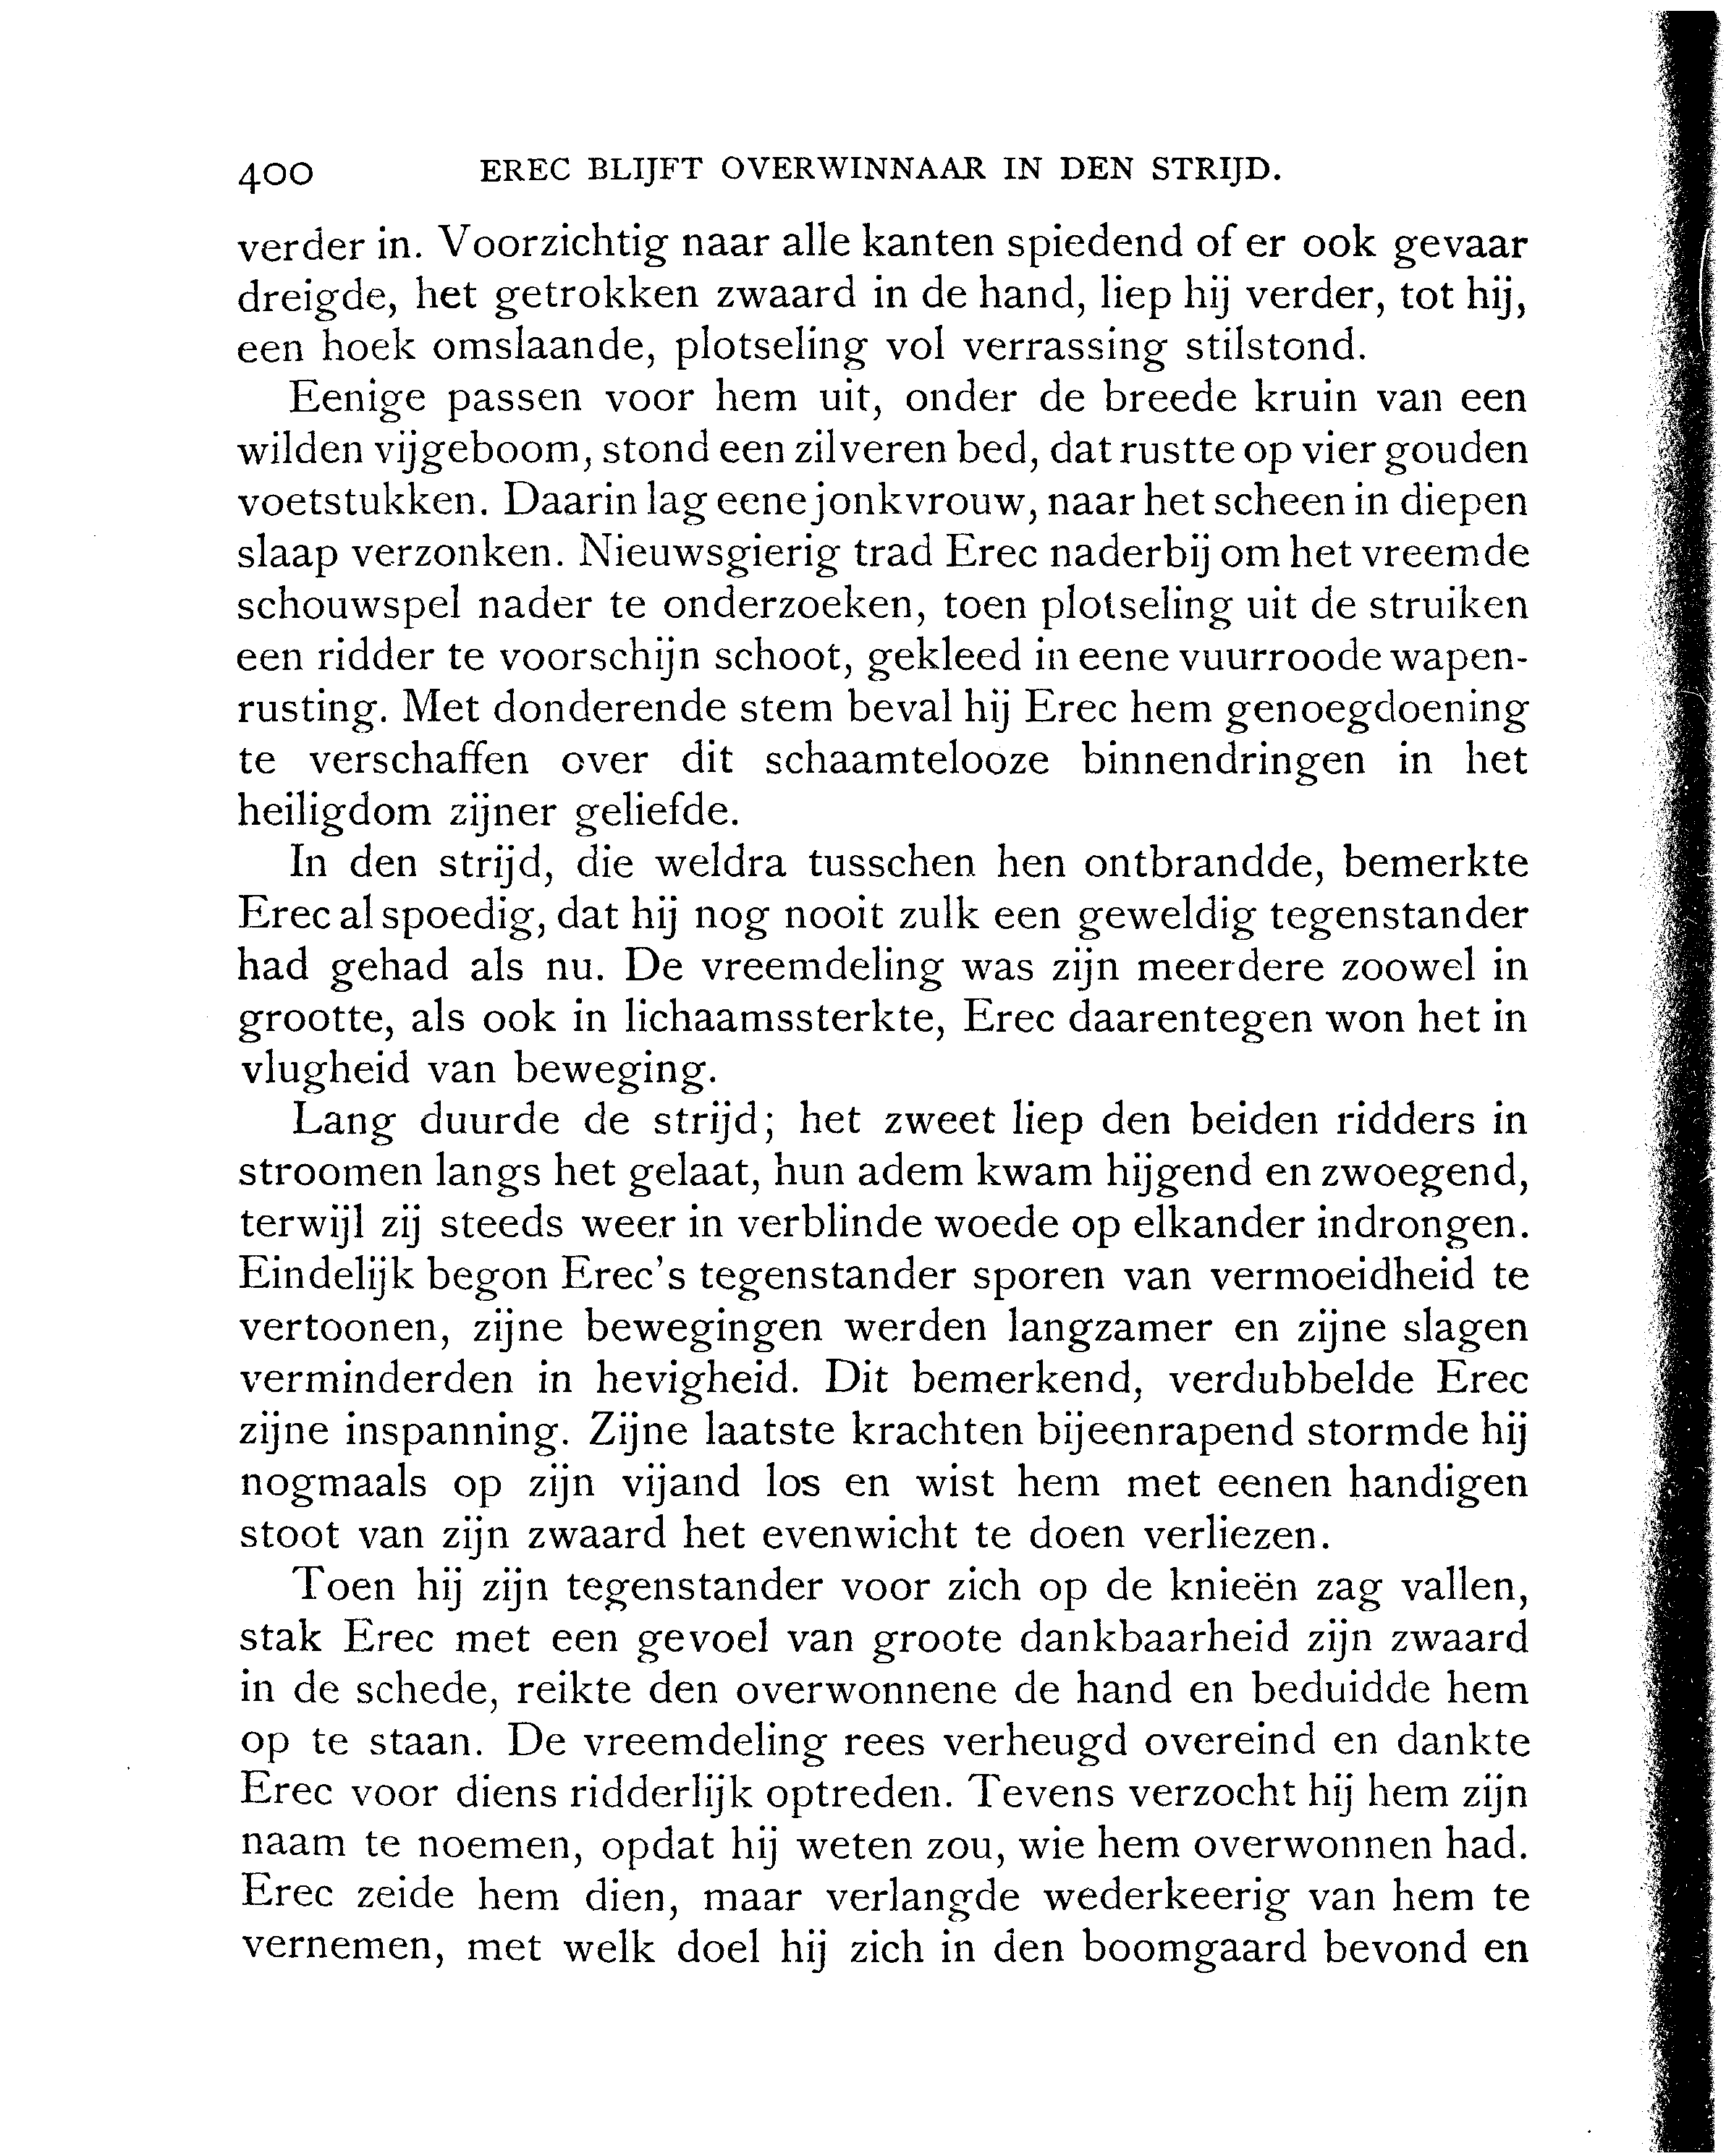 400 EREC BLIJFT OVERWINNAAR IN DEN STRIJD.
verder in. Voorzichtig naar alle kanten spiedend of er ook gevaar
dreigde, het getrokken zwaard in de hand, liep hij verder, tot hij,
een hoek omslaande, plotseling vol verrassing stilstond.
Eenige passen voor hem uit, onder de breede kruin van een
wilden vijgeboom, stond een zilveren bed, dat rustte op vier gouden
voetstukken. Daarin lag eene jonkvrouw, naar het scheen in diepen
slaap verzonken. Nieuwsgierig trad Erec naderbij om het vreemde
schouwspel nader te onderzoeken, toen plotseling uit de struiken
een ridder te voorschijn schoot, gekleed in eene vuurroode wapen-
rusting. Met donderende stem beval hij Erec hem genoegdoening
te verschaffen over dit schaamtelooze binnendringen in het
heiligdom zijner geliefde.
In den strijd, die weldra tusschen hen ontbrandde, bemerkte
Erec al spoedig, dat hij nog nooit zulk een geweldig tegenstander
had gehad als nu. De vreemdeling was zijn meerdere zoowel in
grootte, als ook in lichaamssterkte, Erec daarentegen won het in
vlugheid van beweging.
Lang duurde de strijd; het zweet liep den beiden ridders in
stroomen langs het gelaat, hun adem kwam hijgend en zwoegend,
terwijl zij steeds weer in verblinde woede op elkander indrongen.
Eindelijk begon Erec's tegenstander sporen van vermoeidheid te
vertoonen, zijne bewegingen werden langzamer en zijne slagen
verminderden in hevigheid. Dit bemerkend, verdubbelde Erec
zijne inspanning. Zijne laatste krachten bijeenrapend stormde hij
nogmaals op zijn vijand los en wist hem met eenen handigen
stoot van zijn zwaard het evenwicht te doen verliezen.
Toen hij zijn tegenstander voor zich op de knieën zag vallen,
stak Erec met een gevoel van groote dankbaarheid zijn zwaard
in de schede, reikte den overwonnene de hand en beduidde hem
op te staan. De vreemdeling rees verheugd overeind en dankte
Erec voor diens ridderlijk optreden. Tevens verzocht hij hem zijn
naam te noemen, opdat hij weten zou, wie hem overwonnen had.
Erec zeide hem dien, maar verlangde wederkeerig van hem te
vernemen, met welk doel hij zich in den boomgaard bevond en